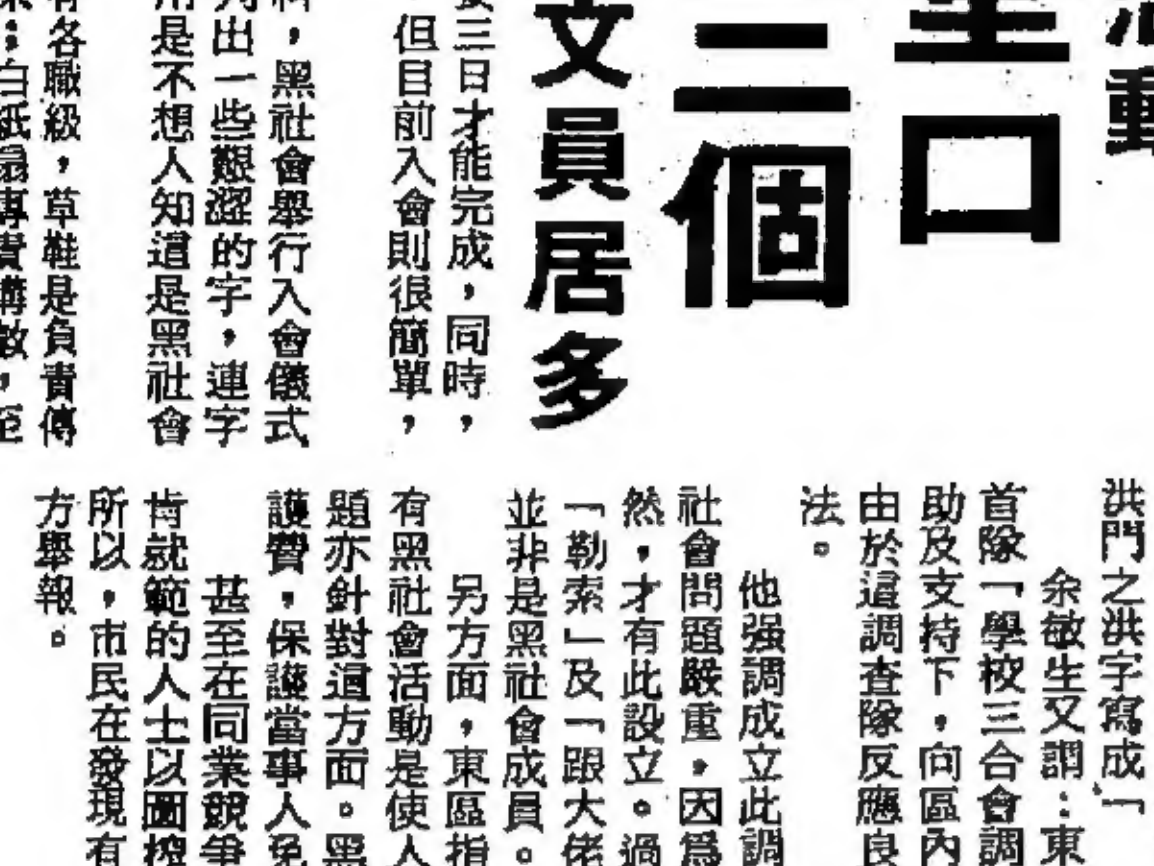 動
口
二個
文員居多
三日才能完成，同時，
但目前入會則很簡單，
，黑社會舉行入會儀式
列出一些艱澀的字，連字
用是不想人知道是黑社會
有各職級，草鞋是負責傳
；白紙扇專責講數，至
洪門之洪字寫成「
余敏生又謂：東
首隊「學校三合會調
助及支持下，向區內
由於這調查隊反應良
法。
他强調成立此調
社會問題嚴重，因爲
然，才有此設立。過
「勒索」及「跟大佬
並非是黑社會成員。
另方面，東區指
有黑社會活動是使人
題亦針對這方面。黑
護費，保護當事人免
甚至在同業競爭
肯就範的人士以圖搾
所以，市民在發現有
方舉報。